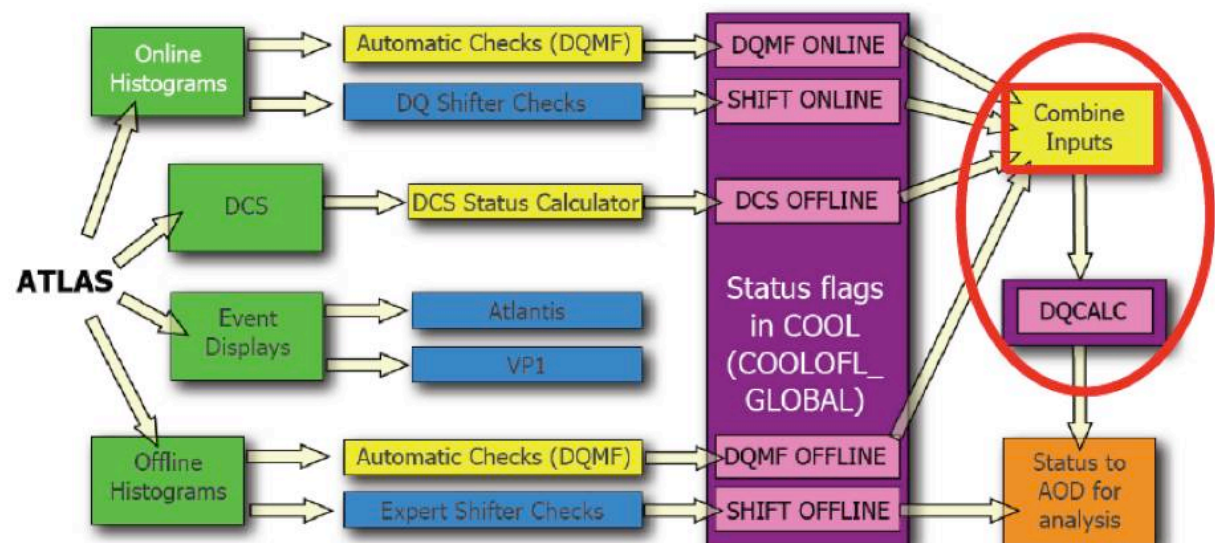 Online
Histograms
Automatic Checks (DQMF)
DQMF ONLINE
DQ Shifter Checks
SHIFT ONLINE
Combine
Inputs
DCS
DCS Status Calculator
DCS OFFLINE
ATLAS
Event
Displays
Atlantis
VP1
Status flags
in COOL
(COOLOFL_
GLOBAL)
DQCALC
Offline
Histograms
Automatic Checks (DQMF)
DQMF OFFLINE
Expert Shifter Checks
SHIFT OFFLINE
Status to
AOD for
analysis